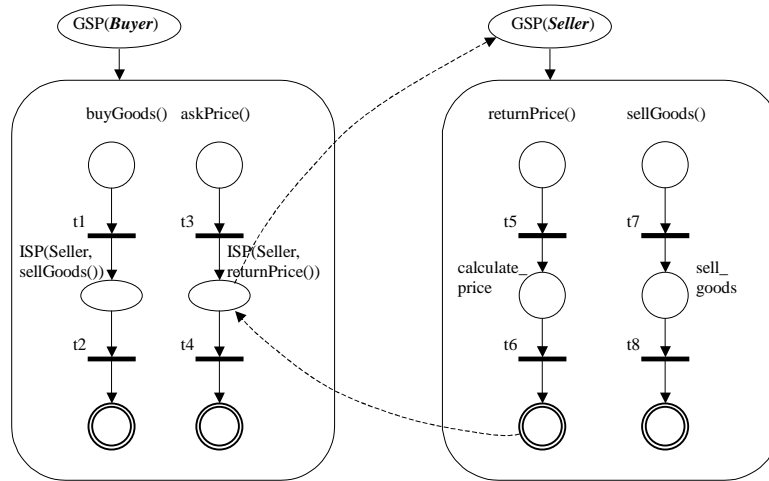 GSP(Buyer)
GSP(Seller)
buyGoods() askPrice()
returnPrice() sellGoods()
t1
t3
t5
t7
ISP(Seller,
sellGoods())
ISP(Seller,
returnPrice())
calculate_
price
sell_
goods
t2
t4
t6
t8